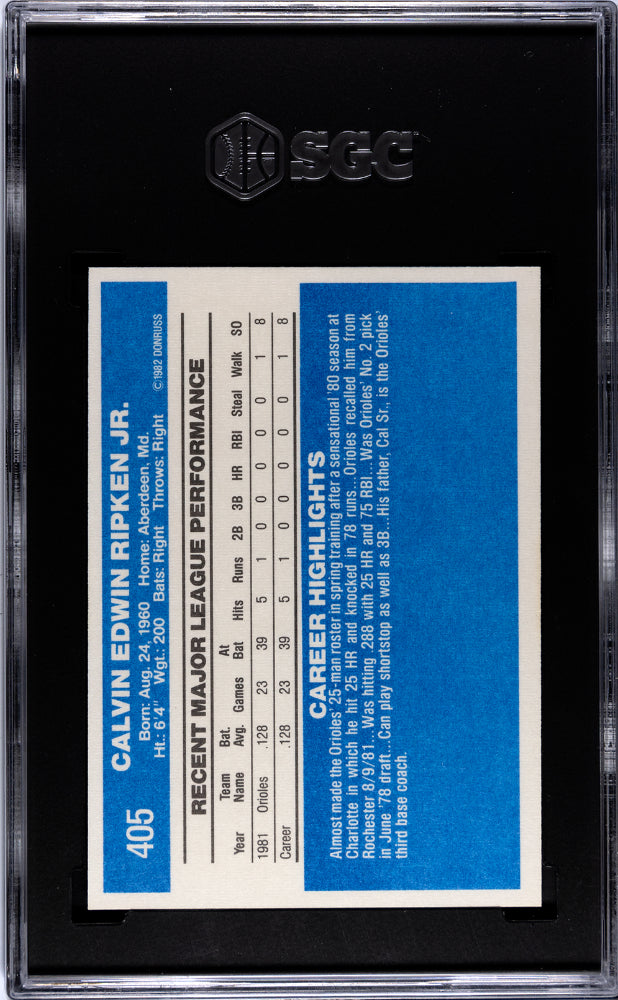 SGC
405
CALVIN EDWIN RIPKEN JR.
Born: Aug. 24, 1960 Home: Aberdeen, Md.
Ht.: 6'4" Wgt.: 200 Bats: Right Throws: Right ©1982 DONRUSS
RECENT MAJOR LEAGUE PERFORMANCE
Year Team Name Bat. Avg. Games At Bat Hits Runs 2B 3B HR RBI Steal Walk SO
1981 Orioles .128 23 39 5 1 0 0 0 0 0 1 8
Career .128 23 39 5 1 0 0 0 0 0 1 8
CAREER HIGHLIGHTS
Almost made the Orioles' 25-man roster in spring training after a sensational '80 season at
Charlotte in which he hit 25 HR and knocked in 78 runs...Orioles recalled him from
Rochester 8/9/81...Was hitting .288 with 25 HR and 75 RBI...Was Orioles' No. 2 pick
in June '78 draft...Can play shortstop as well as 3B...His father, Cal Sr., is the Orioles'
third base coach.